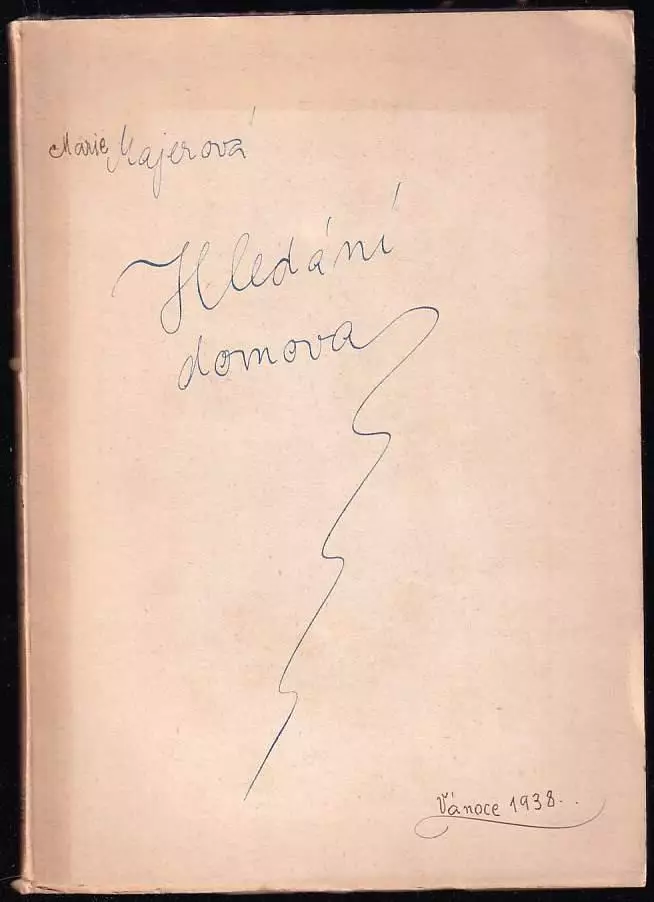 Marie Majerová
Hledání
domova
Vánoce 1938..